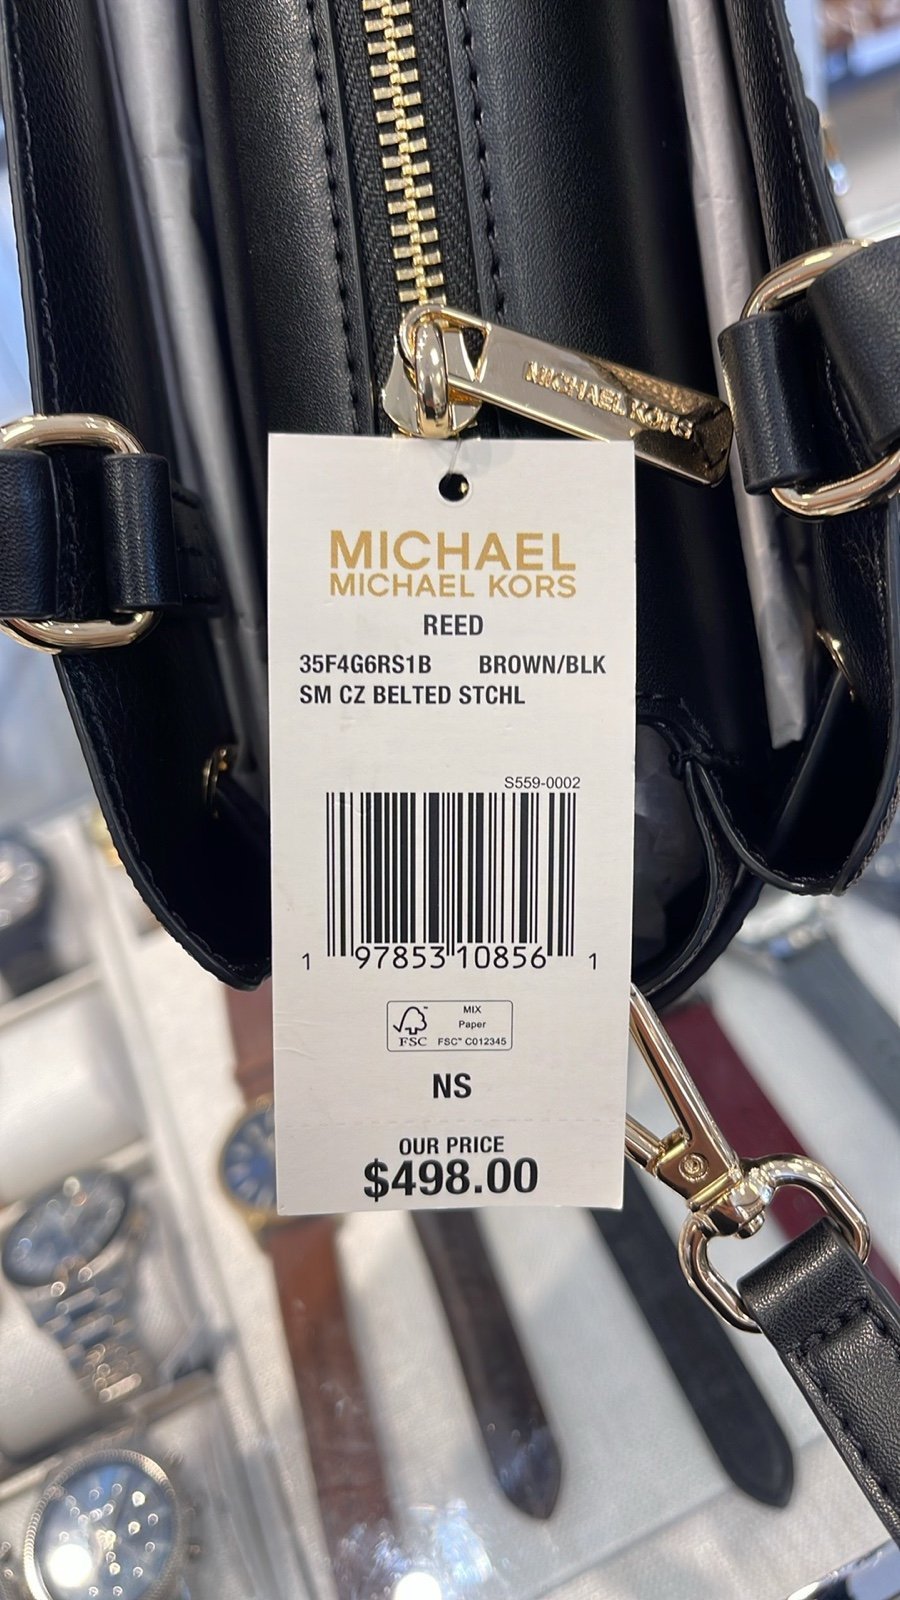 MICHAEL KORS
MICHAEL
MICHAEL KORS
REED
35F4G6RS1B BROWN/BLK
SM CZ BELTED STCHL
S559-0002
1 97853 10856 1
FSC
MIX
Paper
FSC™ C012345
NS
OUR PRICE
$498.00